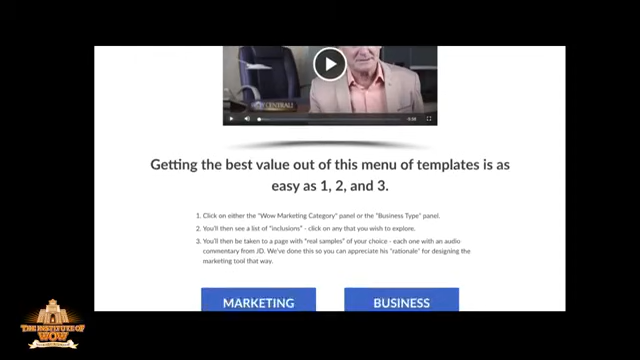 -5:58
Getting the best value out of this menu of templates is as
easy as 1, 2, and 3.
1. Click on either the "Wow Marketing Category" panel or the "Business Type" panel.
2. You'll then see a list of "inclusions" - click on any that you wish to explore.
3. You'll then be taken to a page with "real samples" of your choice - each one with an audio
commentary from JD. We've done this so you can appreciate his "rationale" for designing the
marketing tool that way.
MARKETING
BUSINESS
THE INSTITUTE OF
WOW